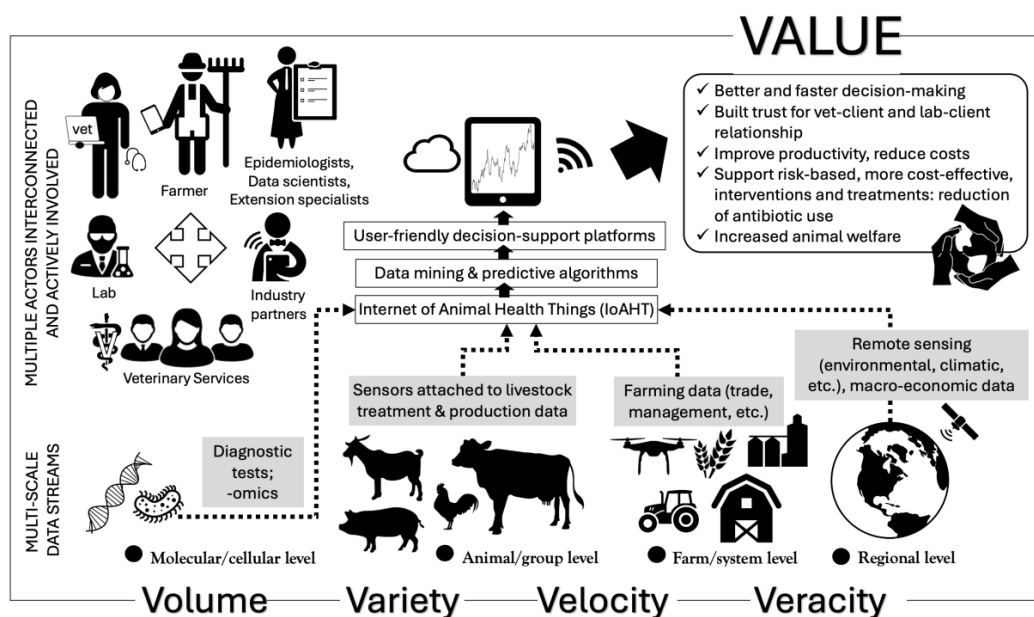 VALUE
MULTIPLE ACTORS INTERCONNECTED
AND ACTIVELY INVOLVED
vet
Farmer
Epidemiologists,
Data scientists,
Extension specialists
Lab
Industry
partners
Veterinary Services
User-friendly decision-support platforms
Data mining & predictive algorithms
Internet of Animal Health Things (IoAHT)
✓ Better and faster decision-making
✓ Built trust for vet-client and lab-client
relationship
✓ Improve productivity, reduce costs
✓ Support risk-based, more cost-effective,
interventions and treatments: reduction
of antibiotic use
✓ Increased animal welfare
MULTI-SCALE
DATA STREAMS
Diagnostic
tests;
-omics
Sensors attached to livestock
treatment & production data
Farming data (trade,
management, etc.)
Remote sensing
(environmental, climatic,
etc.), macro-economic data
● Molecular/cellular level
● Animal/group level
● Farm/system level
● Regional level
Volume
Variety
Velocity
Veracity